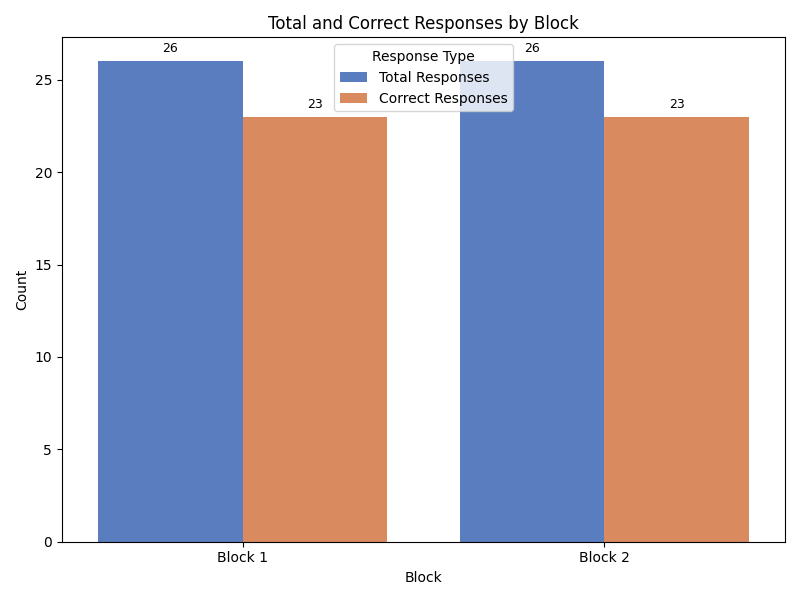 Total and Correct Responses by Block
26
26
Response Type
Total Responses
Correct Responses
23
23
25
20
15
10
5
0
Count
Block 1
Block 2
Block